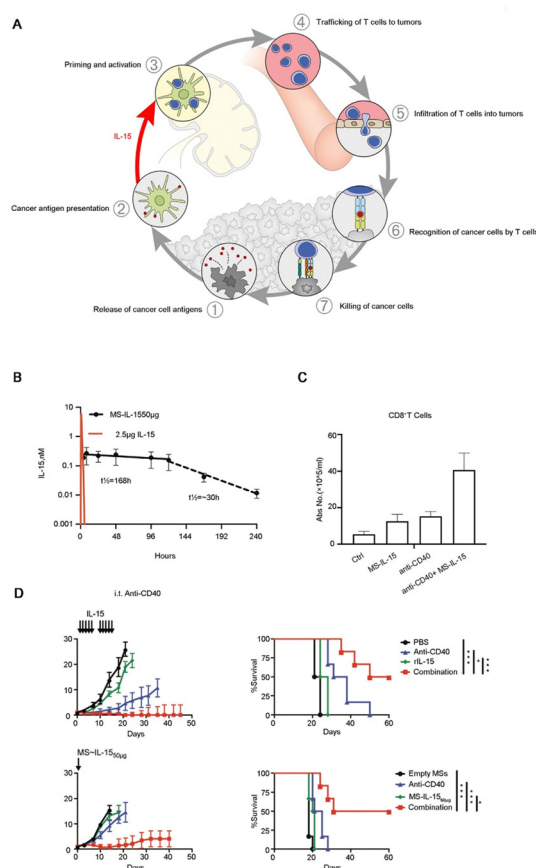 A
Trafficking of T cells to tumors
④
Priming and activation
③
⑤
Infiltration of T cells into tumors
IL-15
Cancer antigen presentation
②
⑥
Recognition of cancer cells by T cells
Release of cancer cell antigens
①
⑦
Killing of cancer cells
B
MS-IL-1550µg
2.5µg IL-15
IL-15,nM
10
1
0.1
0.01
0.001
t½=168h
t½=~30h
0
48
96
144
192
240
Hours
C
CD8+T Cells
Abs No.(×10^5/ml)
60
40
20
0
Ctrl
MS-IL-15
anti-CD40
anti-CD40+ MS-IL-15
D
i.t. Anti-CD40
IL-15
30
20
10
0
0 10 20 30 40 50
Days
%Survival
100
75
50
25
0
0 20 40 60
Days
PBS
Anti-CD40
rIL-15
Combination
MS~IL-15 50µg
30
20
10
0
0 10 20 30 40 50
Days
%Survival
100
75
50
25
0
0 20 40 60
Days
Empty MSs
Anti-CD40
MS-IL-15 50µg
Combination